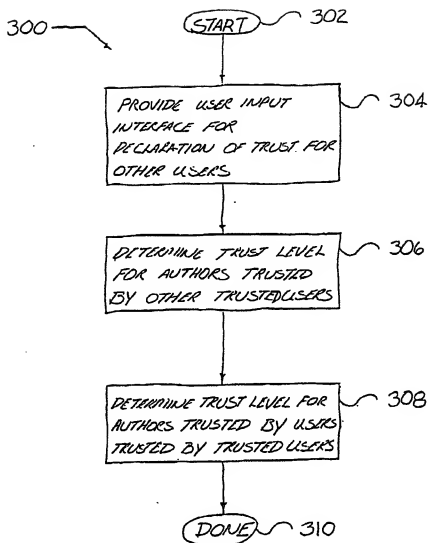 300
START
302
PROVIDE USER INPUT
INTERFACE FOR
DECLARATION OF TRUST FOR
OTHER USERS
304
DETERMINE TRUST LEVEL
FOR AUTHORS TRUSTED
BY OTHER TRUSTED USERS
306
DETERMINE TRUST LEVEL FOR
AUTHORS TRUSTED BY USERS
TRUSTED BY TRUSTED USERS
308
DONE
310